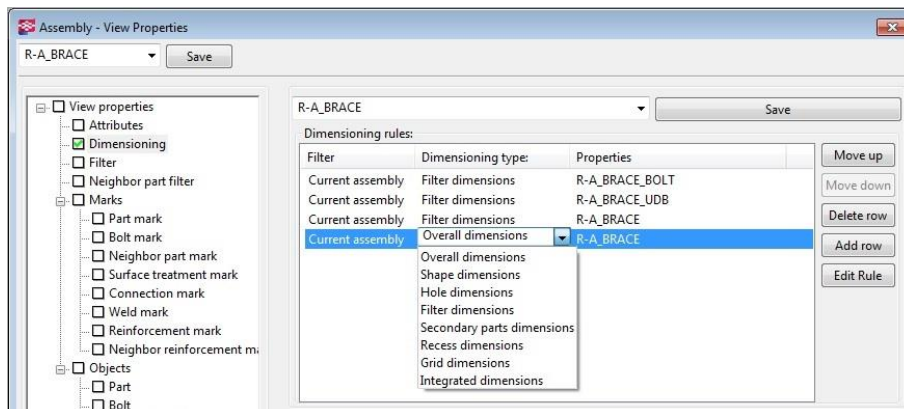 Assembly - View Properties
R-A_BRACE Save
View properties
Attributes
Dimensioning
Filter
Neighbor part filter
Marks
Part mark
Bolt mark
Neighbor part mark
Surface treatment mark
Connection mark
Weld mark
Reinforcement mark
Neighbor reinforcement ma
Objects
Part
Bolt
R-A_BRACE Save
Dimensioning rules:
Filter Dimensioning type: Properties
Current assembly Filter dimensions R-A_BRACE_BOLT
Current assembly Filter dimensions R-A_BRACE_UDB
Current assembly Filter dimensions R-A_BRACE
Current assembly Overall dimensions R-A_BRACE
Overall dimensions
Shape dimensions
Hole dimensions
Filter dimensions
Secondary parts dimensions
Recess dimensions
Grid dimensions
Integrated dimensions
Move up
Move down
Delete row
Add row
Edit Rule